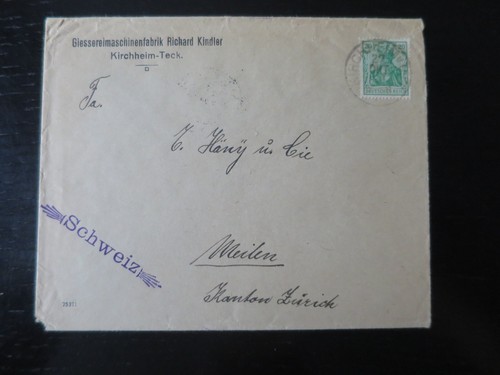 Giessereimaschinenfabrik Richard Kindler
Kirchheim-Teck.
Fa.
E. Häny u. Cie
Schweiz
Meilen
Kanton Zürich